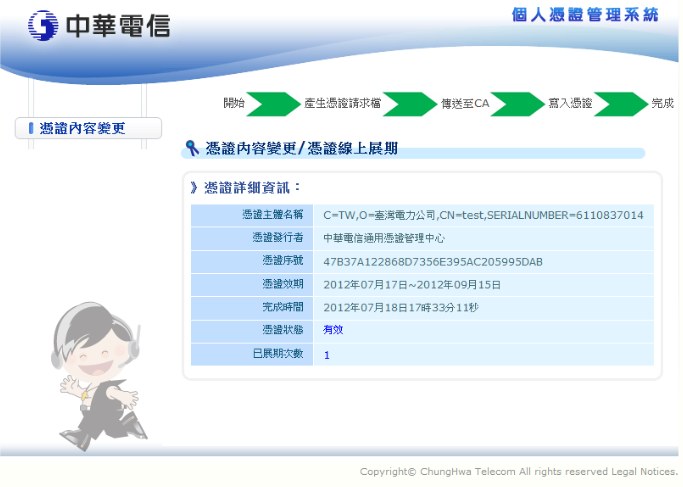 中華電信
個人憑證管理系統
開始 產生憑證請求檔 傳送至CA 寫入憑證 完成
憑證內容變更
憑證內容變更/憑證線上展期
》憑證詳細資訊：
憑證主體名稱 C=TW,O=臺灣電力公司,CN=test,SERIALNUMBER=6110837014
憑證發行者 中華電信通用憑證管理中心
憑證序號 47B37A122868D7356E395AC205995DAB
憑證效期 2012年07月17日~2012年09月15日
完成時間 2012年07月18日17時33分11秒
憑證狀態 有效
已展期次數 1
Copyright© ChungHwa Telecom All rights reserved Legal Notices.